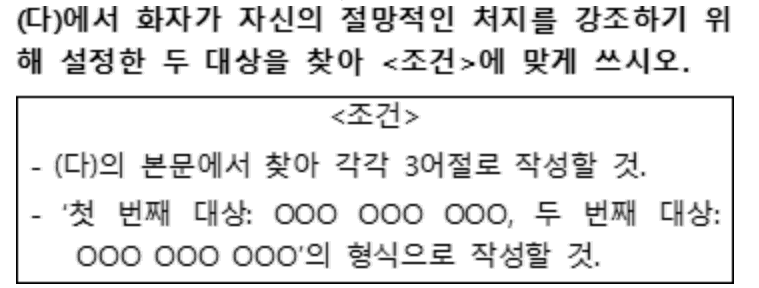 (다)에서 화자가 자신의 절망적인 처지를 강조하기 위
해 설정한 두 대상을 찾아 <조건>에 맞게 쓰시오.
<조건>
- (다)의 본문에서 찾아 각각 3어절로 작성할 것.
- ‘첫 번째 대상: OOO OOO OOO, 두 번째 대상:
OOO OOO OOO’의 형식으로 작성할 것.